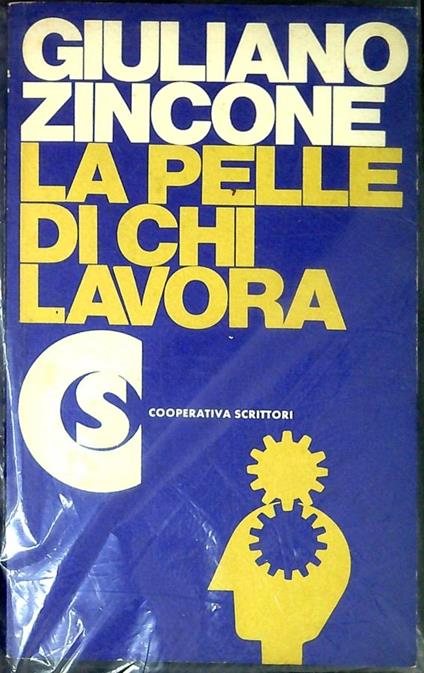 GIULIANO
ZINCONE
LA PELLE
DI CHI
LAVORA
CS
COOPERATIVA SCRITTORI